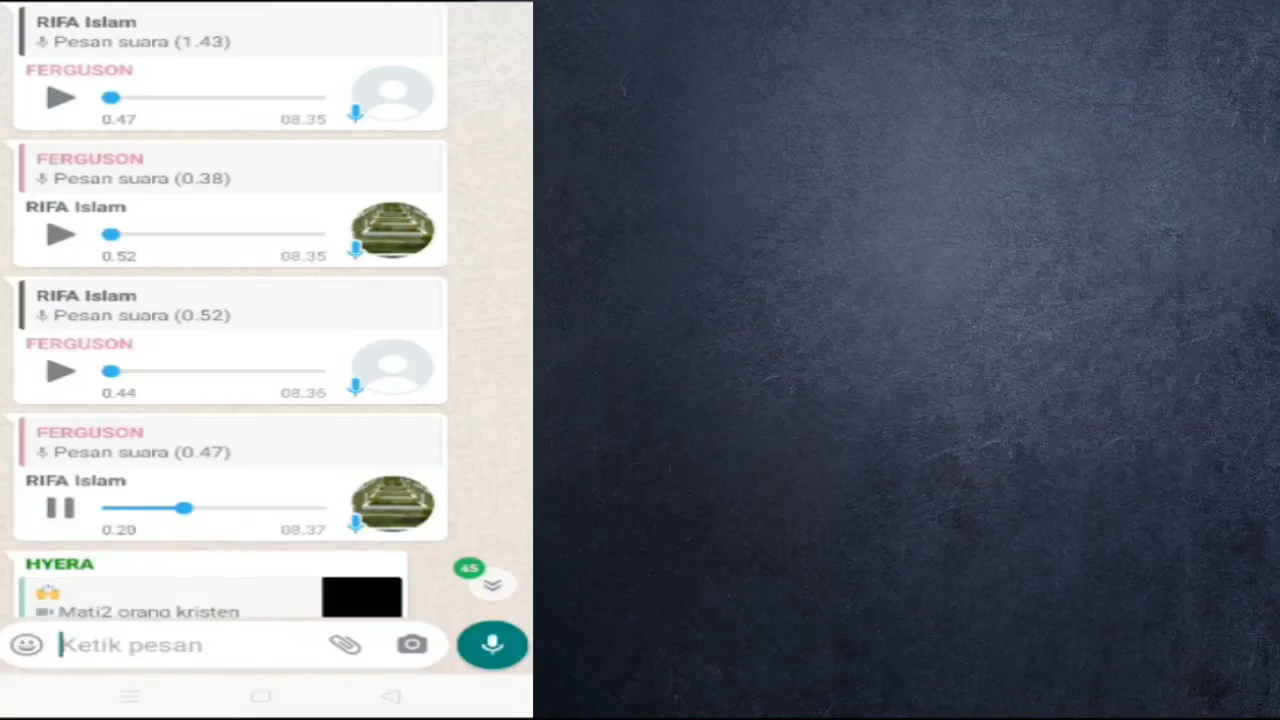 RIFA Islam
Pesan suara (1.43)
FERGUSON
0.47 08.35
FERGUSON
Pesan suara (0.38)
RIFA Islam
0.52 08.35
RIFA Islam
Pesan suara (0.52)
FERGUSON
0.44 08.36
FERGUSON
Pesan suara (0.47)
RIFA Islam
0.20 08.37
HYERA
45
Mati2 orang kristen
Ketik pesan